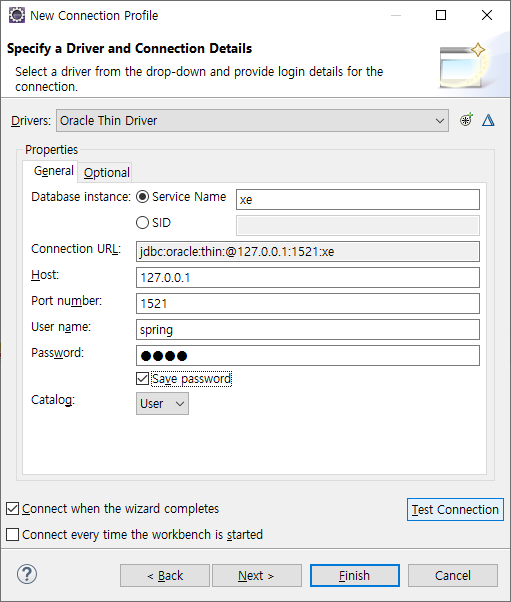 New Connection Profile
Specify a Driver and Connection Details
Select a driver from the drop-down and provide login details for the
connection.
Drivers: Oracle Thin Driver
Properties
General Optional
Database instance: Service Name xe
SID
Connection URL: jdbc:oracle:thin:@127.0.0.1:1521:xe
Host: 127.0.0.1
Port number: 1521
User name: spring
Password: ●●●●
Save password
Catalog: User
Connect when the wizard completes Test Connection
Connect every time the workbench is started
? < Back Next > Finish Cancel